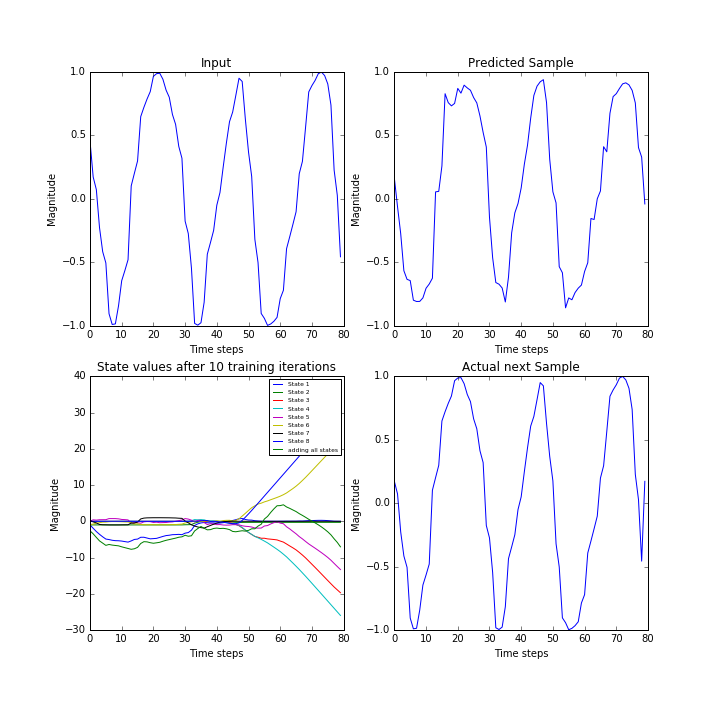 Input
Magnitude
1.0
0.5
0.0
−0.5
−1.0
0 10 20 30 40 50 60 70 80
Time steps
Predicted Sample
Magnitude
1.0
0.5
0.0
−0.5
−1.0
0 10 20 30 40 50 60 70 80
Time steps
State values after 10 training iterations
Magnitude
40
30
20
10
0
−10
−20
−30
State 1
State 2
State 3
State 4
State 5
State 6
State 7
State 8
adding all states
0 10 20 30 40 50 60 70 80
Time steps
Actual next Sample
Magnitude
1.0
0.5
0.0
−0.5
−1.0
0 10 20 30 40 50 60 70 80
Time steps